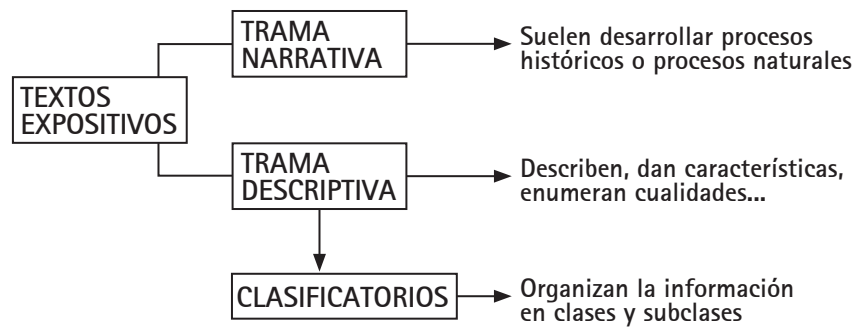 TRAMA
NARRATIVA
Suelen desarrollar procesos
históricos o procesos naturales
TEXTOS
EXPOSITIVOS
TRAMA
DESCRIPTIVA
Describen, dan características,
enumeran cualidades...
CLASIFICATORIOS
Organizan la información
en clases y subclases